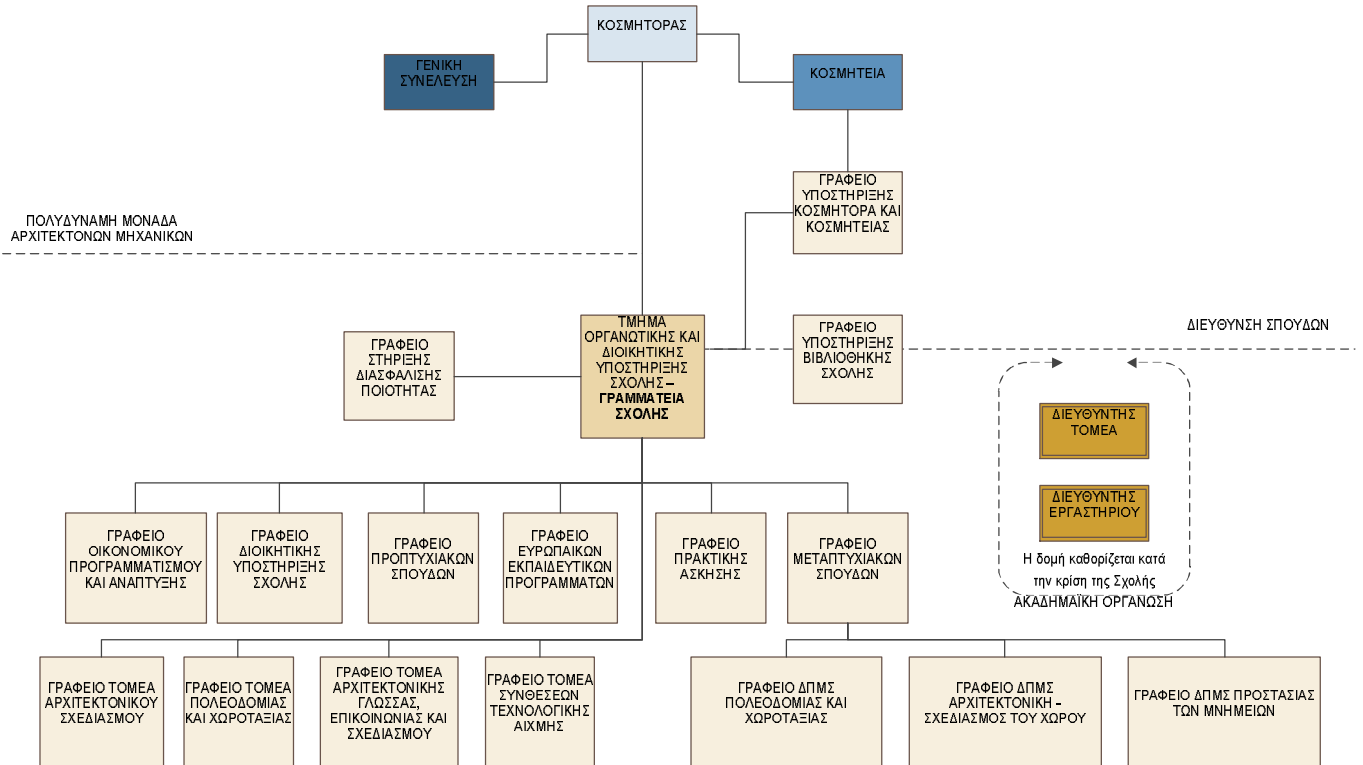 ΚΟΣΜΗΤΟΡΑΣ
ΓΕΝΙΚΗ
ΣΥΝΕΛΕΥΣΗ
ΚΟΣΜΗΤΕΙΑ
ΓΡΑΦΕΙΟ
ΥΠΟΣΤΗΡΙΞΗΣ
ΚΟΣΜΗΤΟΡΑ ΚΑΙ
ΚΟΣΜΗΤΕΙΑΣ
ΠΟΛΥΔΥΝΑΜΗ ΜΟΝΑΔΑ
ΑΡΧΙΤΕΚΤΟΝΩΝ ΜΗΧΑΝΙΚΩΝ
ΤΜΗΜΑ
ΟΡΓΑΝΩΤΙΚΗΣ ΚΑΙ
ΔΙΟΙΚΗΤΙΚΗΣ
ΥΠΟΣΤΗΡΙΞΗΣ
ΣΧΟΛΗΣ –
ΓΡΑΜΜΑΤΕΙΑ
ΣΧΟΛΗΣ
ΓΡΑΦΕΙΟ
ΣΤΗΡΙΞΗΣ
ΔΙΑΣΦΑΛΙΣΗΣ
ΠΟΙΟΤΗΤΑΣ
ΓΡΑΦΕΙΟ
ΥΠΟΣΤΗΡΙΞΗΣ
ΒΙΒΛΙΟΘΗΚΗΣ
ΣΧΟΛΗΣ
ΔΙΕΥΘΥΝΣΗ ΣΠΟΥΔΩΝ
ΔΙΕΥΘΥΝΤΗΣ
ΤΟΜΕΑ
ΔΙΕΥΘΥΝΤΗΣ
ΕΡΓΑΣΤΗΡΙΟΥ
Η δομή καθορίζεται κατά
την κρίση της Σχολής
ΑΚΑΔΗΜΑΪΚΗ ΟΡΓΑΝΩΣΗ
ΓΡΑΦΕΙΟ
ΟΙΚΟΝΟΜΙΚΟΥ
ΠΡΟΓΡΑΜΜΑΤΙΣΜΟΥ
ΚΑΙ ΑΝΑΠΤΥΞΗΣ
ΓΡΑΦΕΙΟ
ΔΙΟΙΚΗΤΙΚΗΣ
ΥΠΟΣΤΗΡΙΞΗΣ
ΣΧΟΛΗΣ
ΓΡΑΦΕΙΟ
ΠΡΟΠΤΥΧΙΑΚΩΝ
ΣΠΟΥΔΩΝ
ΓΡΑΦΕΙΟ
ΕΥΡΩΠΑΙΚΩΝ
ΕΚΠΑΙΔΕΥΤΙΚΩΝ
ΠΡΟΓΡΑΜΜΑΤΩΝ
ΓΡΑΦΕΙΟ
ΠΡΑΚΤΙΚΗΣ
ΑΣΚΗΣΗΣ
ΓΡΑΦΕΙΟ
ΜΕΤΑΠΤΥΧΙΑΚΩΝ
ΣΠΟΥΔΩΝ
ΓΡΑΦΕΙΟ ΤΟΜΕΑ
ΑΡΧΙΤΕΚΤΟΝΙΚΟΥ
ΣΧΕΔΙΑΣΜΟΥ
ΓΡΑΦΕΙΟ ΤΟΜΕΑ
ΠΟΛΕΟΔΟΜΙΑΣ
ΚΑΙ ΧΩΡΟΤΑΞΙΑΣ
ΓΡΑΦΕΙΟ ΤΟΜΕΑ
ΑΡΧΙΤΕΚΤΟΝΙΚΗΣ
ΓΛΩΣΣΑΣ,
ΕΠΙΚΟΙΝΩΝΙΑΣ ΚΑΙ
ΣΧΕΔΙΑΣΜΟΥ
ΓΡΑΦΕΙΟ ΤΟΜΕΑ
ΣΥΝΘΕΣΕΩΝ
ΤΕΧΝΟΛΟΓΙΚΗΣ
ΑΙΧΜΗΣ
ΓΡΑΦΕΙΟ ΔΠΜΣ
ΠΟΛΕΟΔΟΜΙΑΣ ΚΑΙ
ΧΩΡΟΤΑΞΙΑΣ
ΓΡΑΦΕΙΟ ΔΠΜΣ
ΑΡΧΙΤΕΚΤΟΝΙΚΗ –
ΣΧΕΔΙΑΣΜΟΣ ΤΟΥ ΧΩΡΟΥ
ΓΡΑΦΕΙΟ ΔΠΜΣ ΠΡΟΣΤΑΣΙΑΣ
ΤΩΝ ΜΝΗΜΕΙΩΝ